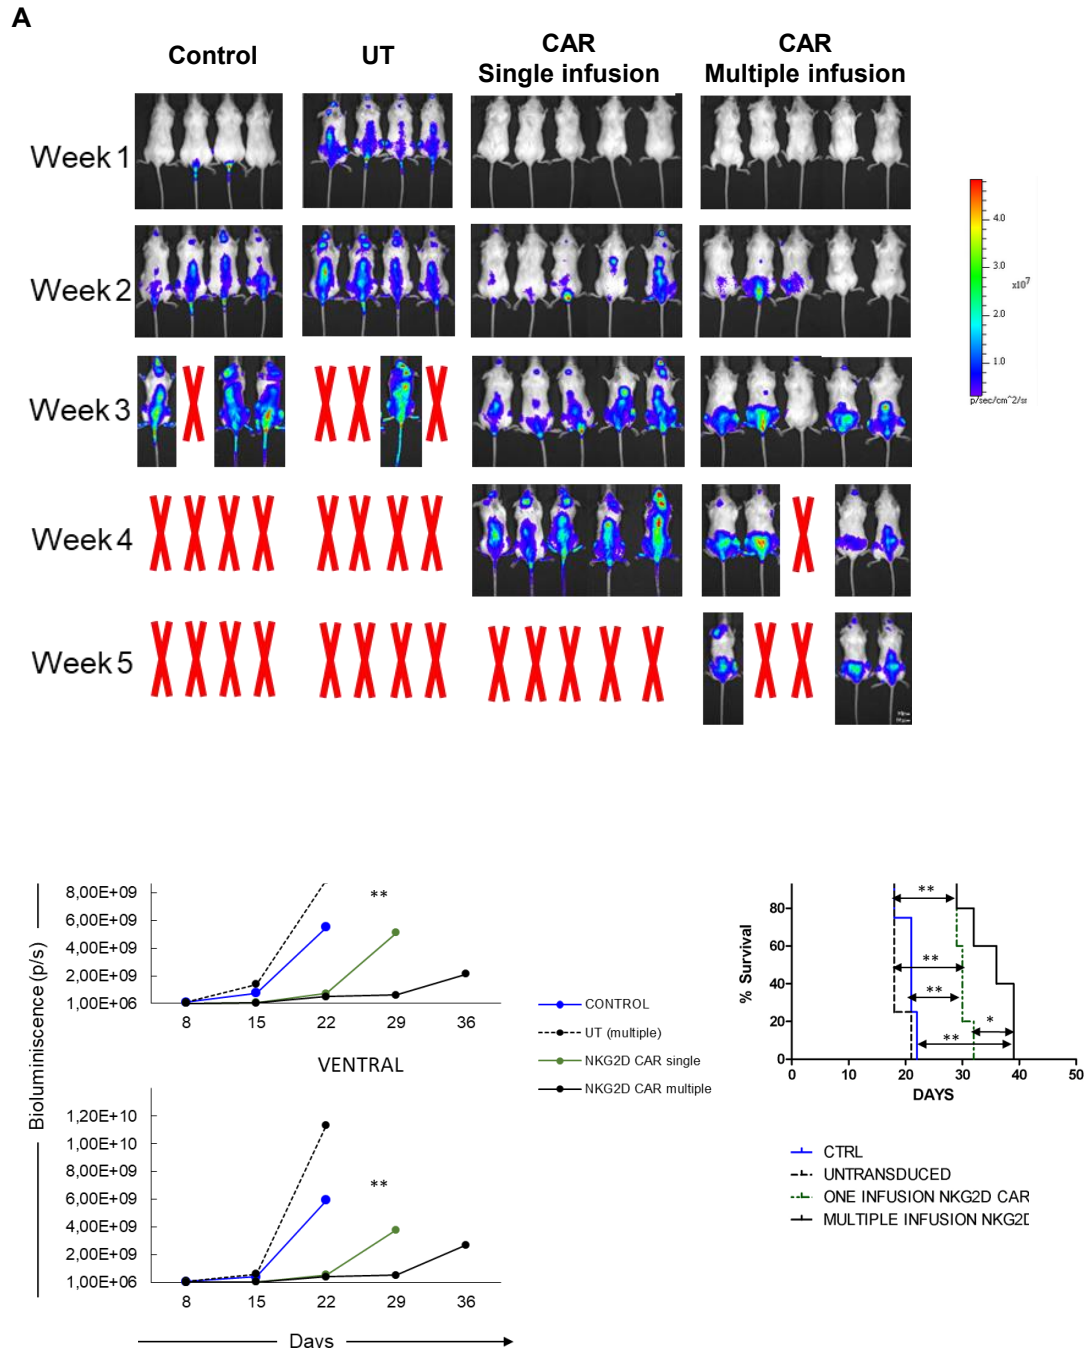 A
Control
UT
CAR
Single infusion
CAR
Multiple infusion
Week 1
Week 2
Week 3
Week 4
Week 5
4.0
3.0
x10^7
2.0
1.0
p/sec/cm^2/sr
Bioluminiscence (p/s)
8,00E+09
6,00E+09
4,00E+09
2,00E+09
1,00E+06
**
8 15 22 29 36
CONTROL
UT (multiple)
NKG2D CAR single
NKG2D CAR multiple
VENTRAL
1,20E+10
1,00E+10
8,00E+09
6,00E+09
4,00E+09
2,00E+09
1,00E+06
**
8 15 22 29 36
Days
% Survival
80
60
40
20
0
**
**
**
*
**
0 10 20 30 40 50
DAYS
CTRL
UNTRANSDUCED
ONE INFUSION NKG2D CAR
MULTIPLE INFUSION NKG2D